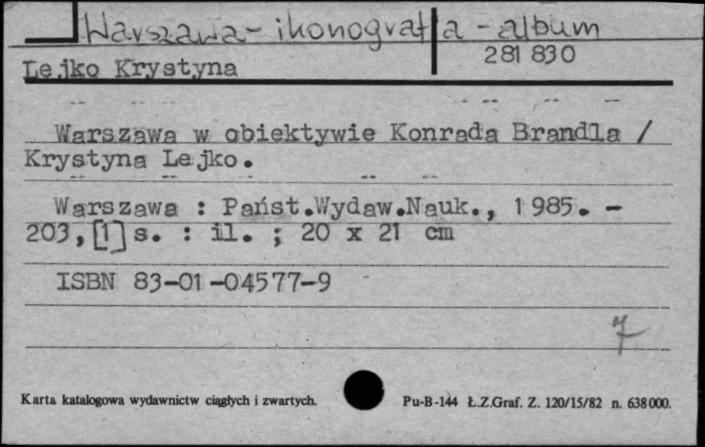 Warszawa - ikonografia - album
281 830
Lejko Krystyna
Warszawa w obiektywie Konrada Brandla /
Krystyna Lejko.
Warszawa : Państ.Wydaw.Nauk., 1985. -
203,[1] s. : il. ; 20 x 21 cm
ISBN 83-01-04577-9
7
Karta katalogowa wydawnictw ciągłych i zwartych. Pu-B-144 Ł.Z.Graf. Z. 120/15/82 n. 638000.